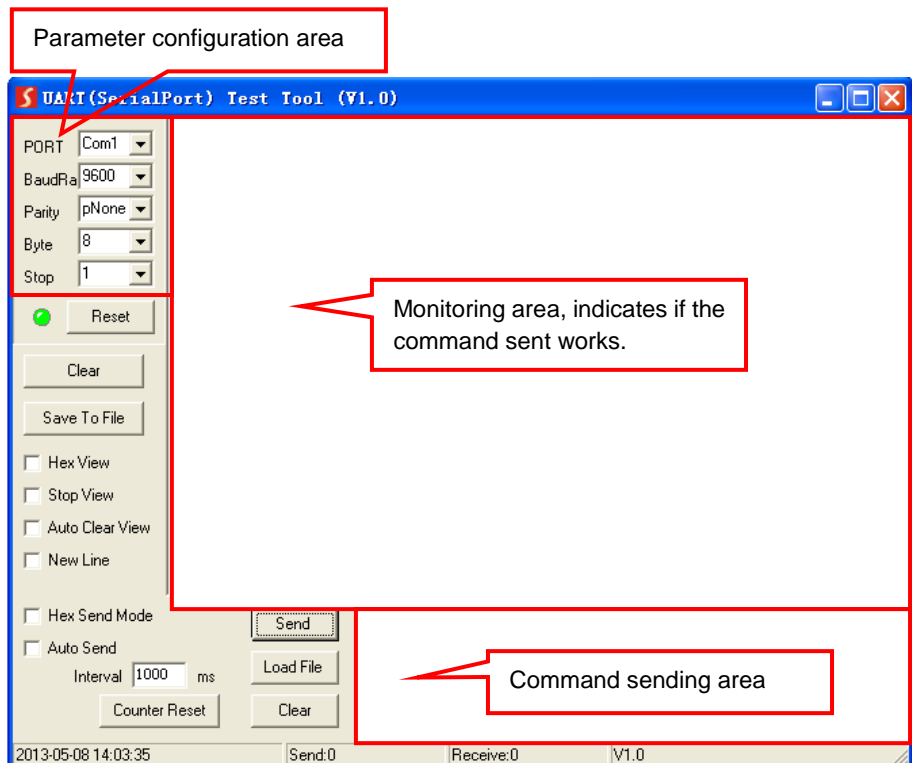 Parameter configuration area
UART(SerialPort) Test Tool (V1.0)
PORT Com1
BaudRa 9600
Parity pNone
Byte 8
Stop 1
Reset
Clear
Save To File
Hex View
Stop View
Auto Clear View
New Line
Monitoring area, indicates if the
command sent works.
Hex Send Mode
Send
Auto Send
Interval 1000 ms
Load File
Counter Reset
Clear
Command sending area
2013-05-08 14:03:35 Send:0 Receive:0 V1.0